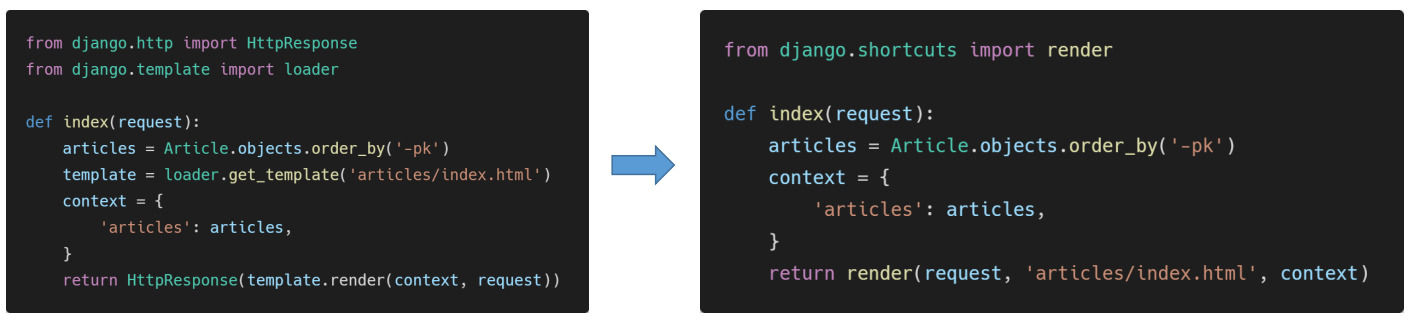 from django.http import HttpResponse
from django.template import loader

def index(request):
    articles = Article.objects.order_by('-pk')
    template = loader.get_template('articles/index.html')
    context = {
        'articles': articles,
    }
    return HttpResponse(template.render(context, request))

from django.shortcuts import render

def index(request):
    articles = Article.objects.order_by('-pk')
    context = {
        'articles': articles,
    }
    return render(request, 'articles/index.html', context)